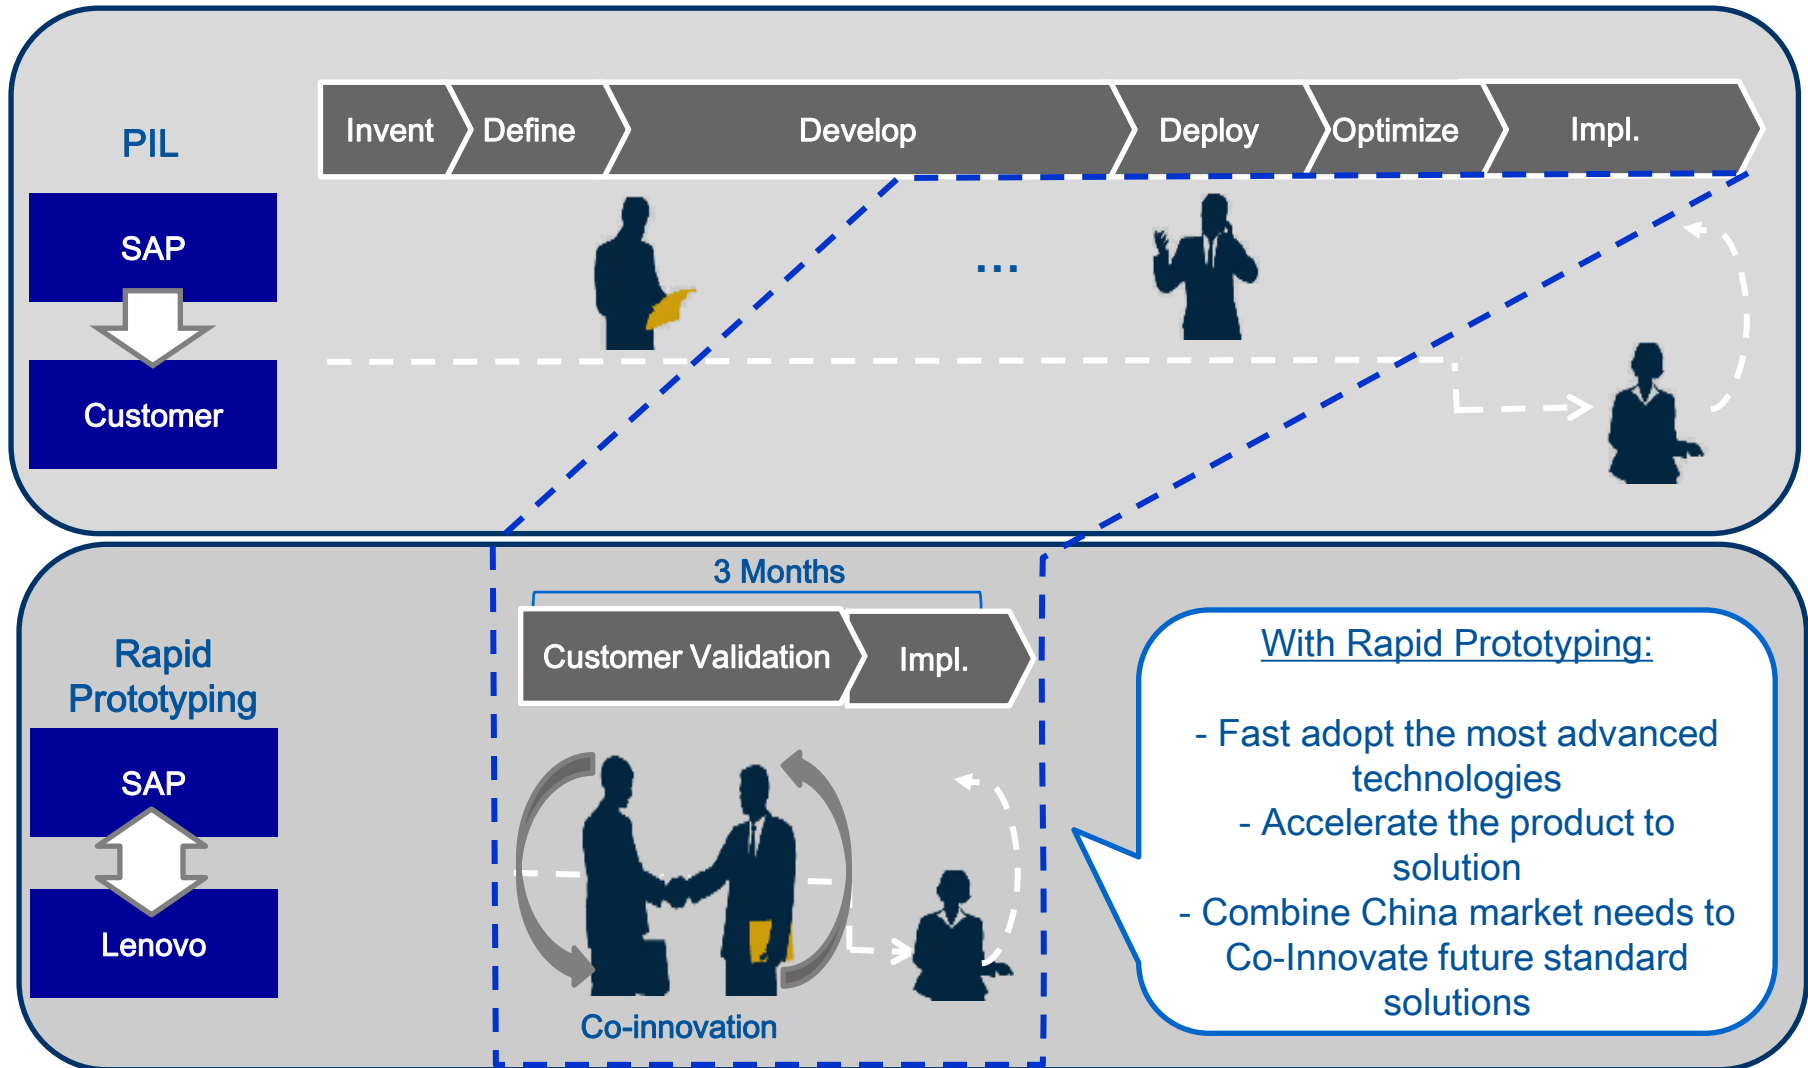 PIL
Invent
Define
Develop
Deploy
Optimize
Impl.
SAP
...
Customer
3 Months
Rapid
Prototyping
Customer Validation
Impl.
SAP
Lenovo
Co-innovation
With Rapid Prototyping:
- Fast adopt the most advanced
technologies
- Accelerate the product to
solution
- Combine China market needs to
Co-Innovate future standard
solutions